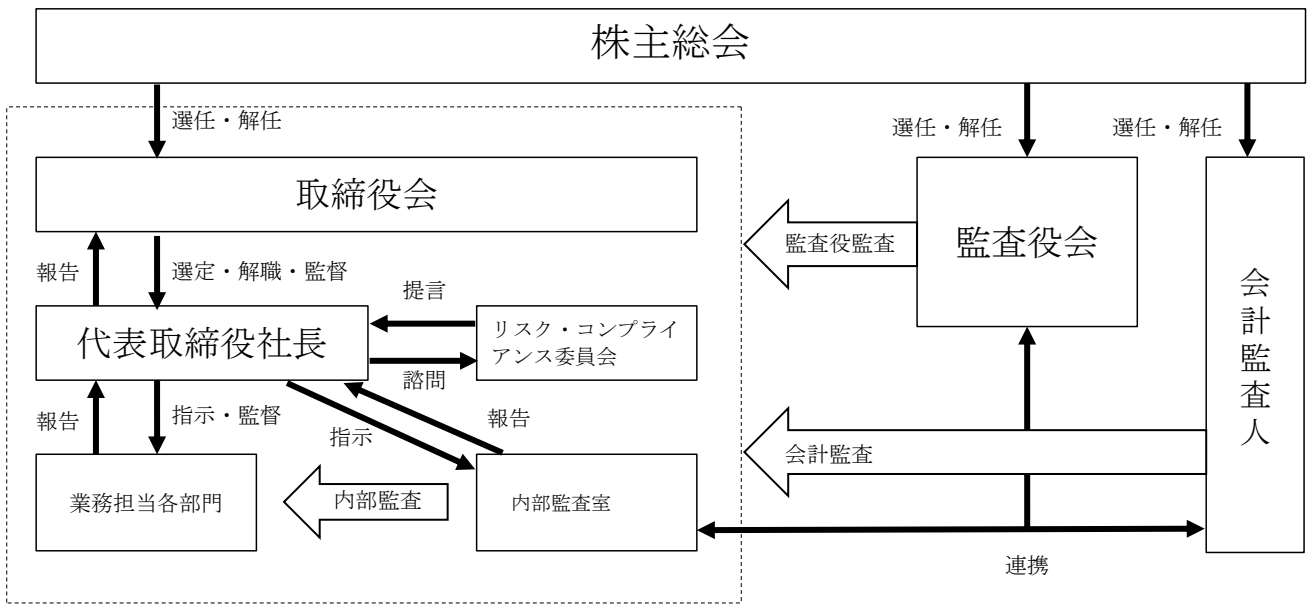 株主総会
選任・解任
選任・解任
選任・解任
取締役会
監査役会
会計監査人
監査役監査
報告
選定・解職・監督
提言
代表取締役社長
リスク・コンプライ
アンス委員会
諮問
報告
指示・監督
指示
報告
会計監査
業務担当各部門
内部監査
内部監査室
連携